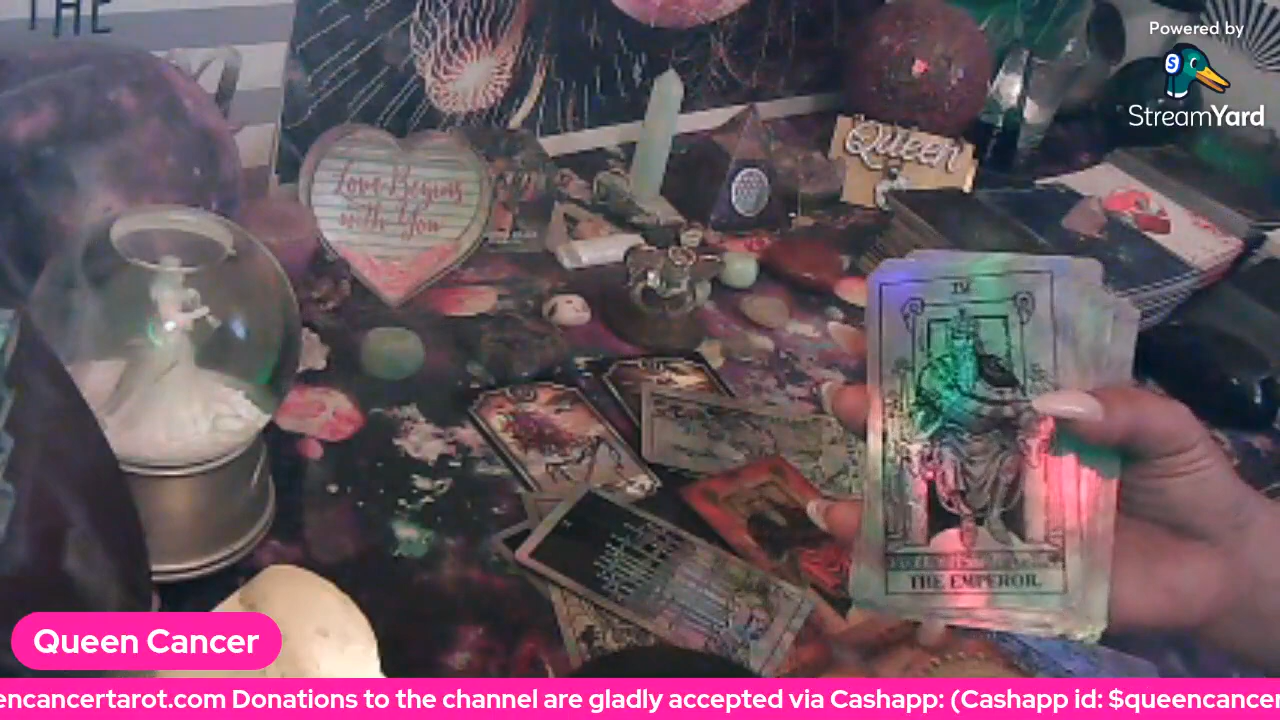 THE
Powered by
StreamYard
Love Begins
with You
Queen
IV
THE EMPEROR.
Queen Cancer
encancertarot.com Donations to the channel are gladly accepted via Cashapp: (Cashapp id: $queencancer